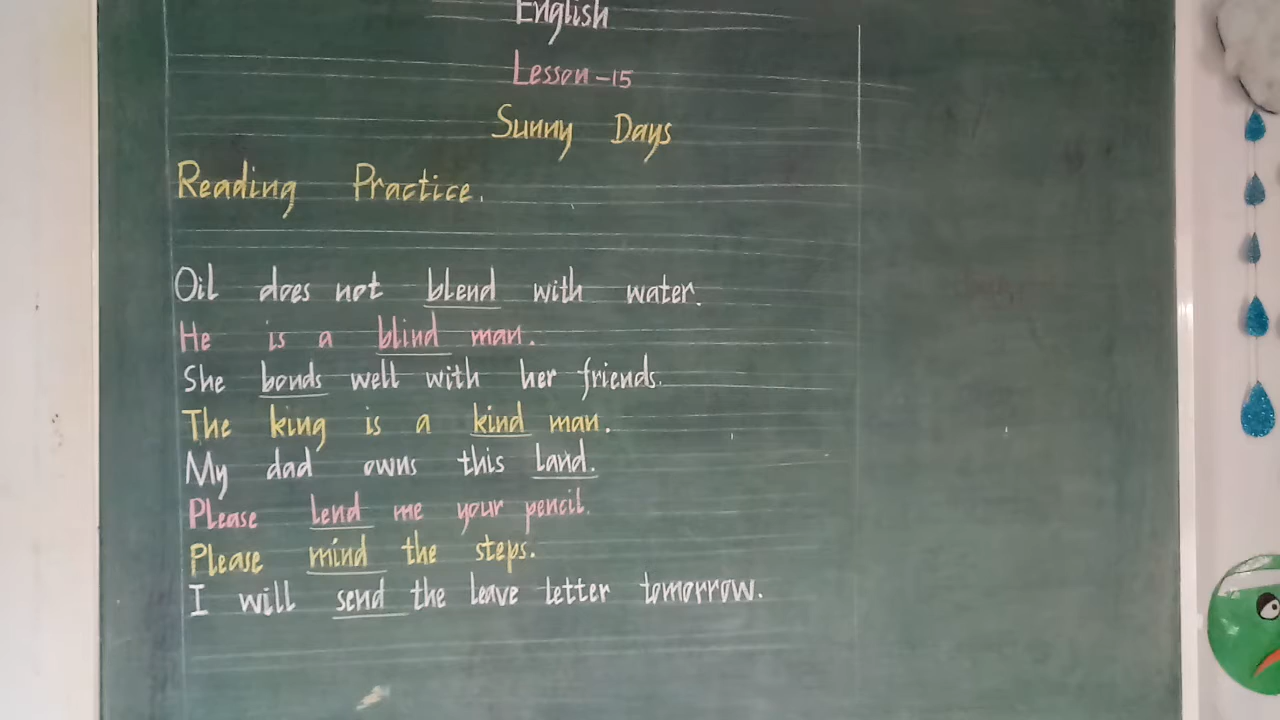 English
Lesson-15
Sunny Days
Reading Practice.
Oil does not blend with water.
He is a blind man.
She bonds well with her friends.
The king is a kind man.
My dad owns this land.
Please lend me your pencil.
Please mind the steps.
I will send the leave letter tomorrow.